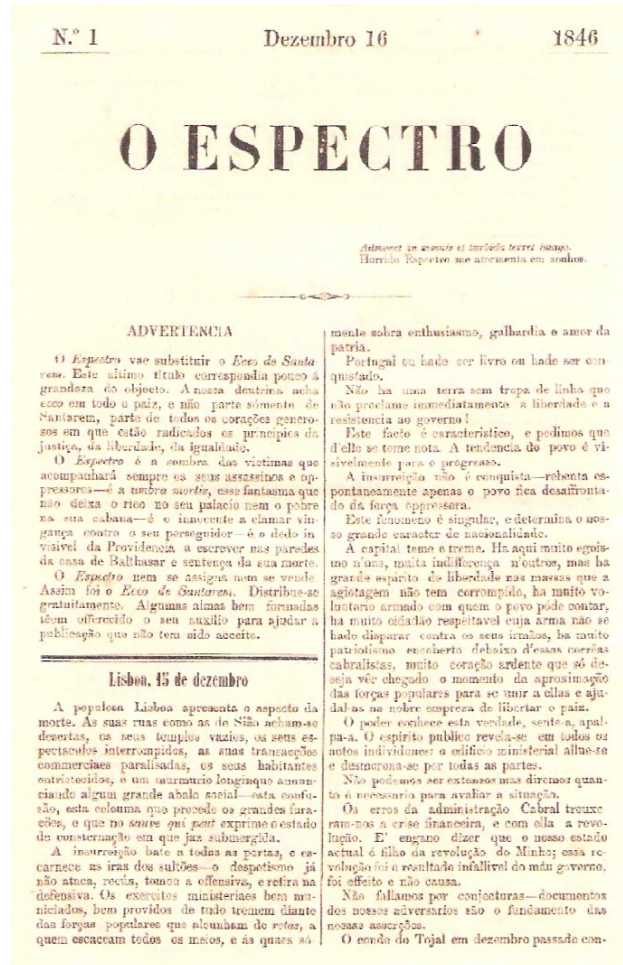 N.º 1 Dezembro 16 1846
O ESPECTRO
Admonet in somnis et turbida terret imago.
Horrido Espectro me atormenta em sonhos.
ADVERTENCIA
O Espectro vae substituir o Ecco de Santa-
rem. Este ultimo titulo correspondia pouco á
grandeza do objecto. A nossa doutrina acha
ecco em todo o paiz, e não parte sómente de
Santarem, parte de todos os corações genero-
sos em que estão radicados os principios da
justiça, da liberdade, da igualdade.
O Espectro é a sombra das victimas que
acompanhará sempre os seus assassinos e op-
pressores—é a umbra mortis, esse fantasma que
não deixa o rico no seu palacio nem o pobre
na sua cabana—é o innocente a clamar vin-
gança contra o seu perseguidor—é o dedo in-
visivel da Providencia a escrever nas paredes
da casa de Balthasar e sentença da sua morte.
O Espectro nem se assigna nem se vende.
Assim foi o Ecco de Santarem. Distribue-se
gratuitamente. Algumas almas bem formadas
têem offerecido o seu auxilio para ajudar a
publicação que não tem sido acceite.
Lisboa, 15 de dezembro
A populosa Lisboa apresenta o aspecto da
morte. As suas ruas como as de Sião acham-se
dezertas, os seus templos vazios, os seus es-
pectaculos interrompidos, as suas transacções
commerciaes paralisadas, os seus habitantes
entristecidos, e um murmurio longinquo annun-
ciando algum grande abalo social—esta confu-
são, esta celeuma que precede os grandes fura-
cões, e que no sauve qui peut exprime o estado
de consternação em que jaz submergida.
A insurreição bate a todas as portas, e es-
carnece as iras dos sultões—o despotismo já
não ataca, recúa, tomou a offensiva, e retira na
defensiva. Os exercitos ministeriaes bem mu-
niciados, bem providos de tudo tremem diante
das forças populares que alcunham de rotas, a
quem escaceam todos os meios, e ás quaes só-
mente sobra enthusiasmo, galhardia e amor da
patria.
Portugal ou hade ser livro ou hade ser con-
quistado.
Não ha uma terra sem tropa de linha que
não proclame immediatamente a liberdade e a
resistencia ao governo!
Este facto é caracteristico, e pedimos que
d'elle se tome nota. A tendencia do povo é vi-
sivelmente para o progresso.
A insurreição não é conquista—rebenta es-
pontaneamente apenas o povo fica desaffronta-
do da força oppressora.
Este fenomeno é singular, e determina o nos-
so grande caracter de nacionalidade.
A capital teme e treme. Ha aqui muito egois-
mo n'uns, muita indifferença n'outros, mas ha
grande espirito de liberdade nas massas que a
agiotagem não tem corrompido, ha muito vo-
luntario armado com quem o povo póde contar,
ha muito cidadão respeitavel cuja arma não se
hade disparar contra os seus irmãos, ha muito
patriotismo encoberto debaixo d'essas corrêas
cabralistas, muito coração ardente que só de-
seja vêr chegado o momento da aproximação
das forças populares para se unir a ellas e aju-
dal-as na nobre empreza de libertar o paiz.
O poder conhece esta verdade, sente-a, apal-
pa-a. O espirito publico revela-se em todos os
actos individuaes: o edificio ministerial allue-se
e desmorona-se por todas as partes.
Não podemos ser extensos mas diremos quan-
to é necessario para avaliar a situação.
Os erros da administração Cabral trouxe-
ram-nos a crise financeira, e com ella a revo-
lução. E' engano dizer que o nosso estado
actual é filho da revolução do Minho; essa re-
volução foi o resultado infallivel do máu governo,
foi effeito e não causa.
Não fallamos por conjecturas—documentos
dos nossos adversarios são o fundamento das
nossas asserções.
O conde do Tojal em dezembro passado con-